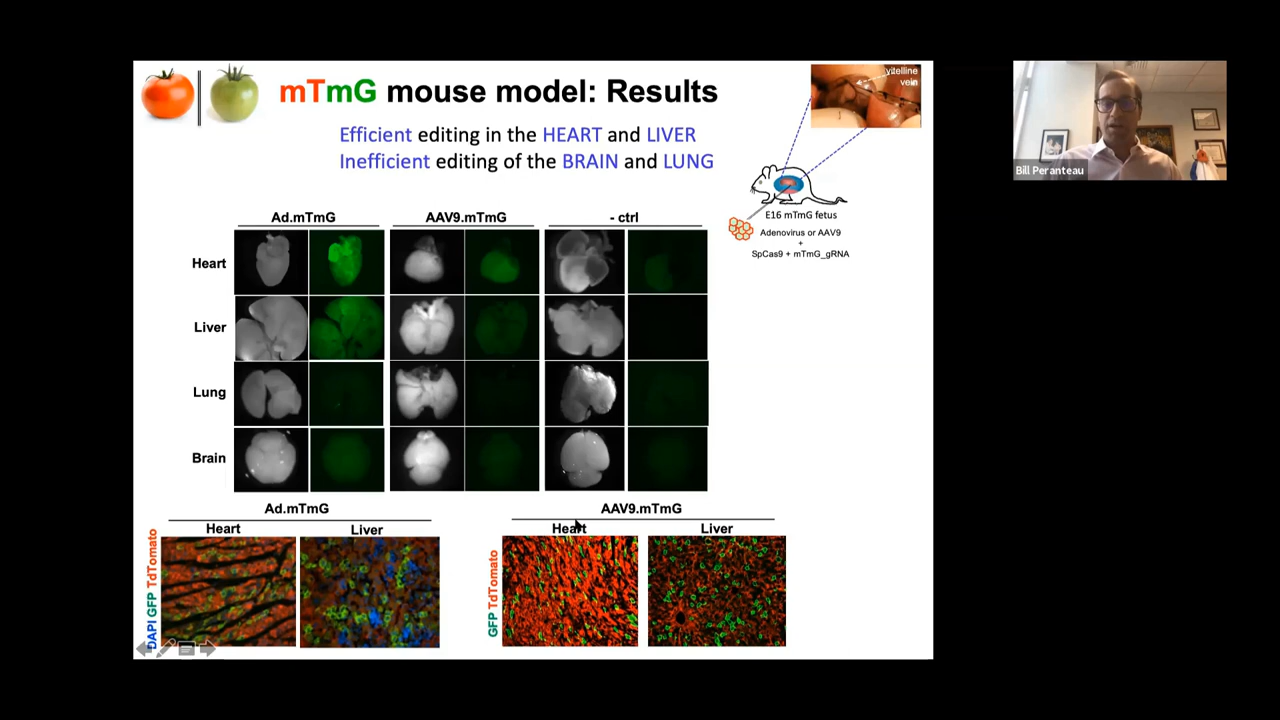 mTmG mouse model: Results
Efficient editing in the HEART and LIVER
Inefficient editing of the BRAIN and LUNG
vitelline
vein
Bill Peranteau
E16 mTmG fetus
Adenovirus or AAV9
+
SpCas9 + mTmG_gRNA
Ad.mTmG AAV9.mTmG - ctrl
Heart
Liver
Lung
Brain
Ad.mTmG
Heart Liver
DAPI GFP TdTomato
AAV9.mTmG
Heart Liver
GFP TdTomato